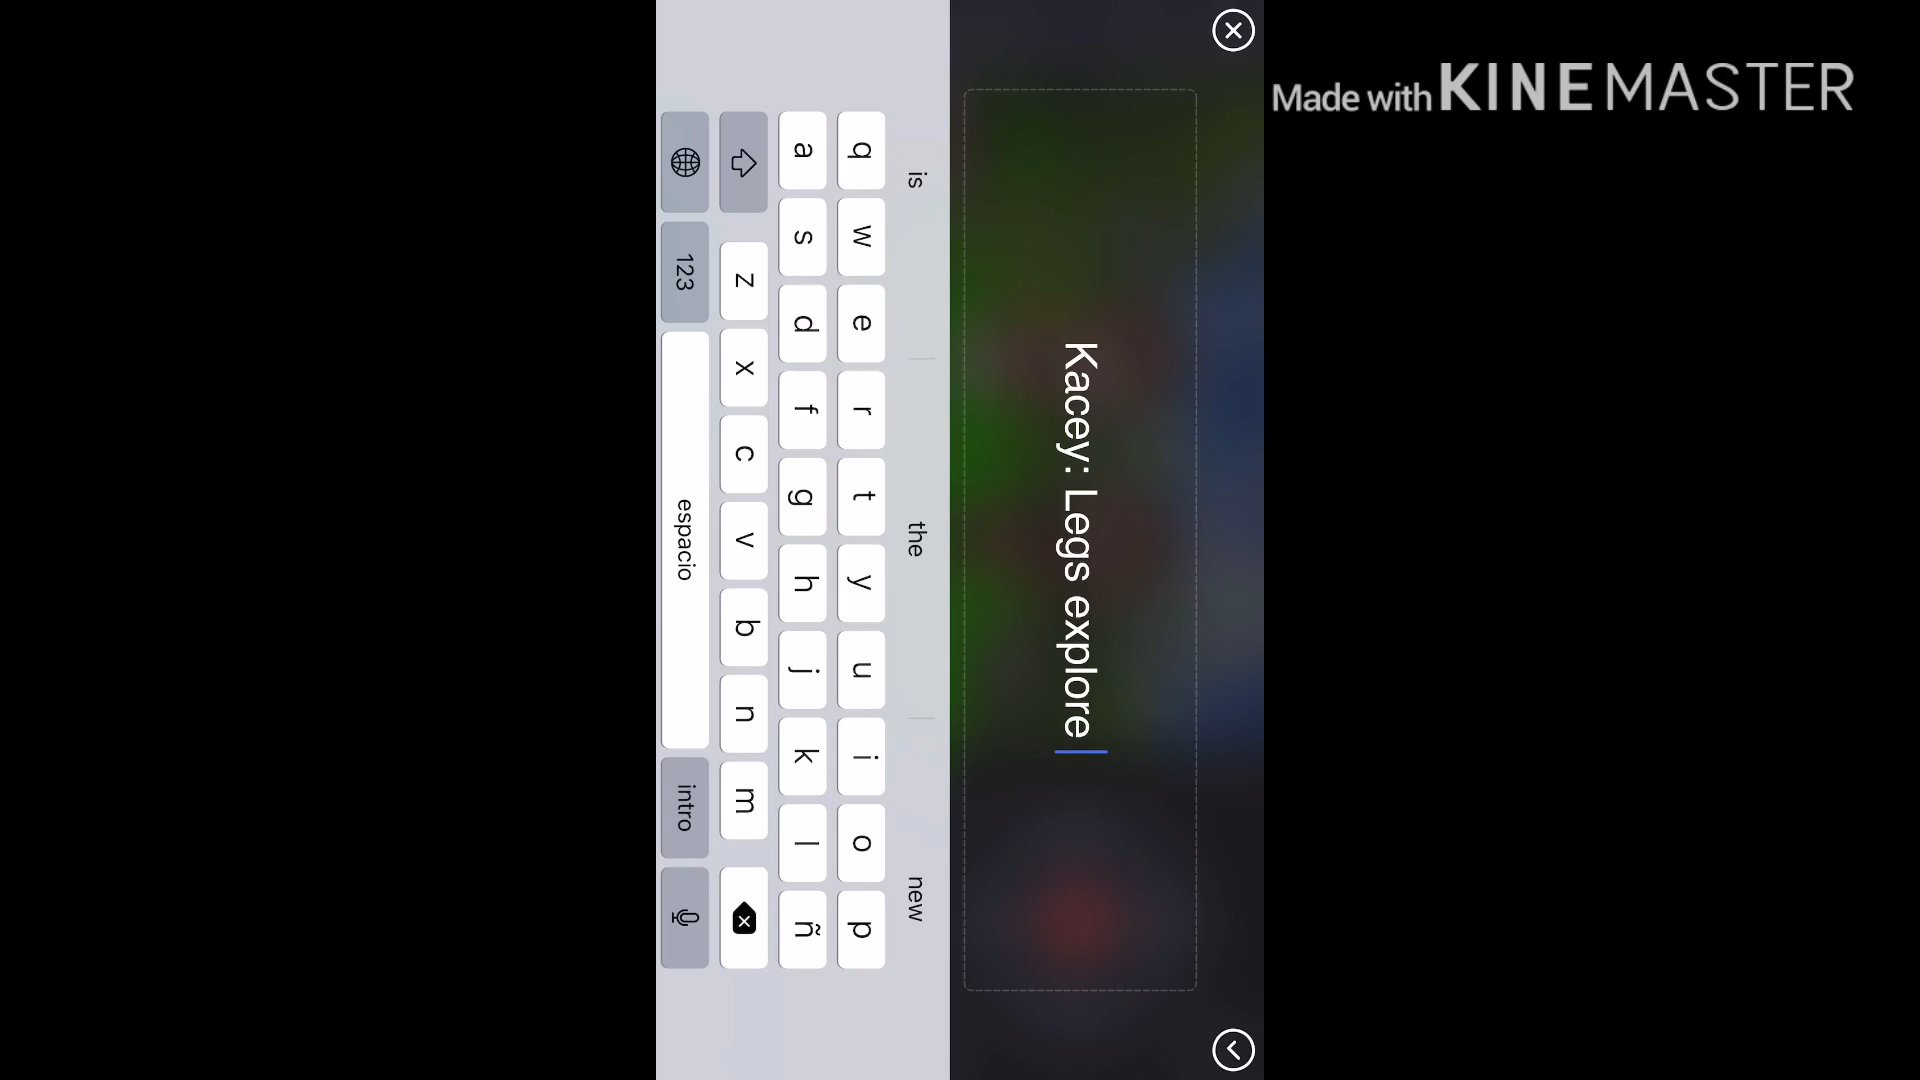 Made with KINEMASTER
Kacey: Legs explore
is the new
q w e r t y u i o p
a s d f g h j k l ñ
z x c v b n m
123 espacio intro